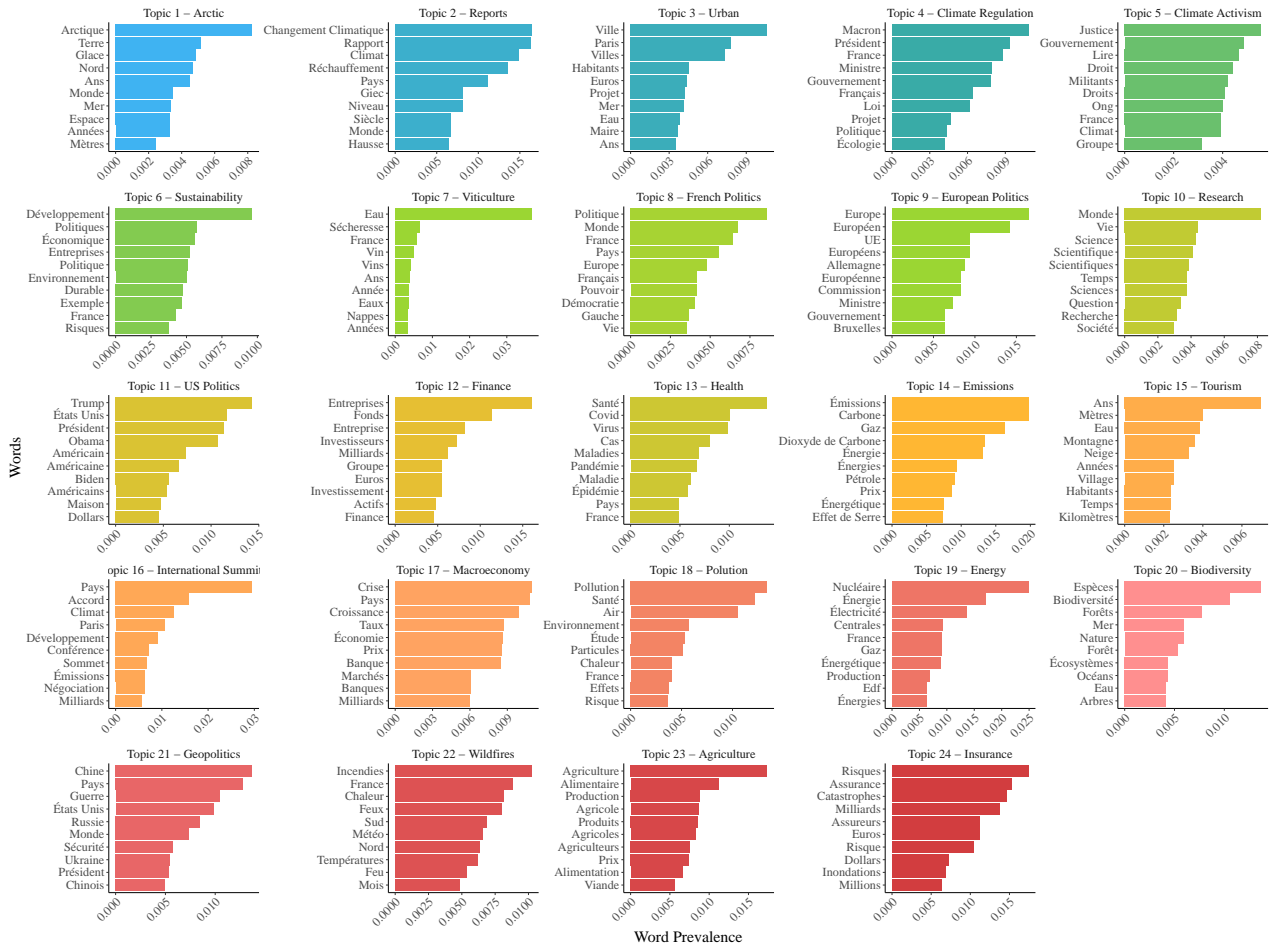 Topic 1 – Arctic
Arctique
Terre
Glace
Nord
Ans
Monde
Mer
Espace
Années
Mètres
0.000
0.002
0.004
0.006
0.008
Topic 2 – Reports
Changement Climatique
Rapport
Climat
Réchauffement
Pays
Giec
Niveau
Siècle
Monde
Hausse
0.000
0.005
0.010
0.015
Topic 3 – Urban
Ville
Paris
Villes
Habitants
Euros
Projet
Mer
Eau
Maire
Ans
0.000
0.003
0.006
0.009
Topic 4 – Climate Regulation
Macron
Président
France
Ministre
Gouvernement
Français
Loi
Projet
Politique
Écologie
0.000
0.003
0.006
0.009
Topic 5 – Climate Activism
Justice
Gouvernement
Lire
Droit
Militants
Droits
Ong
France
Climat
Groupe
0.000
0.002
0.004
Topic 6 – Sustainability
Développement
Politiques
Économique
Entreprises
Politique
Environnement
Durable
Exemple
France
Risques
0.0000
0.0025
0.0050
0.0075
0.0100
Topic 7 – Viticulture
Eau
Sécheresse
France
Vin
Vins
Ans
Année
Eaux
Nappes
Années
0.00
0.01
0.02
0.03
Topic 8 – French Politics
Politique
Monde
France
Pays
Europe
Français
Pouvoir
Démocratie
Gauche
Vie
0.0000
0.0025
0.0050
0.0075
Topic 9 – European Politics
Europe
Européen
UE
Européens
Allemagne
Européenne
Commission
Ministre
Gouvernement
Bruxelles
0.000
0.005
0.010
0.015
Topic 10 – Research
Monde
Vie
Science
Scientifique
Scientifiques
Temps
Sciences
Question
Recherche
Société
0.000
0.002
0.004
0.006
0.008
Words
Topic 11 – US Politics
Trump
États Unis
Président
Obama
Américain
Américaine
Biden
Américains
Maison
Dollars
0.000
0.005
0.010
0.015
Topic 12 – Finance
Entreprises
Fonds
Entreprise
Investisseurs
Milliards
Groupe
Euros
Investissement
Actifs
Finance
0.000
0.005
0.010
0.015
Topic 13 – Health
Santé
Covid
Virus
Cas
Maladies
Pandémie
Maladie
Épidémie
Pays
France
0.000
0.005
0.010
Topic 14 – Emissions
Émissions
Carbone
Gaz
Dioxyde de Carbone
Énergie
Énergies
Pétrole
Prix
Énergétique
Effet de Serre
0.000
0.005
0.010
0.015
0.020
Topic 15 – Tourism
Ans
Mètres
Eau
Montagne
Neige
Années
Village
Habitants
Temps
Kilomètres
0.000
0.002
0.004
0.006
opic 16 – International Summit
Pays
Accord
Climat
Paris
Développement
Conférence
Sommet
Émissions
Négociation
Milliards
0.00
0.01
0.02
0.03
Topic 17 – Macroeconomy
Crise
Pays
Croissance
Taux
Économie
Prix
Banque
Marchés
Banques
Milliards
0.000
0.003
0.006
0.009
Topic 18 – Polution
Pollution
Santé
Air
Environnement
Étude
Particules
Chaleur
France
Effets
Risque
0.000
0.005
0.010
Topic 19 – Energy
Nucléaire
Énergie
Électricité
Centrales
France
Gaz
Énergétique
Production
Edf
Énergies
0.000
0.005
0.010
0.015
0.020
0.025
Topic 20 – Biodiversity
Espèces
Biodiversité
Forêts
Mer
Nature
Forêt
Écosystèmes
Océans
Eau
Arbres
0.000
0.005
0.010
Topic 21 – Geopolitics
Chine
Pays
Guerre
États Unis
Russie
Monde
Sécurité
Ukraine
Président
Chinois
0.000
0.005
0.010
Topic 22 – Wildfires
Incendies
France
Chaleur
Feux
Sud
Météo
Nord
Températures
Feu
Mois
0.0000
0.0025
0.0050
0.0075
0.0100
Topic 23 – Agriculture
Agriculture
Alimentaire
Production
Agricole
Produits
Agricoles
Agriculteurs
Prix
Alimentation
Viande
0.000
0.005
0.010
0.015
Topic 24 – Insurance
Risques
Assurance
Catastrophes
Milliards
Assureurs
Euros
Risque
Dollars
Inondations
Millions
0.000
0.005
0.010
0.015
Word Prevalence